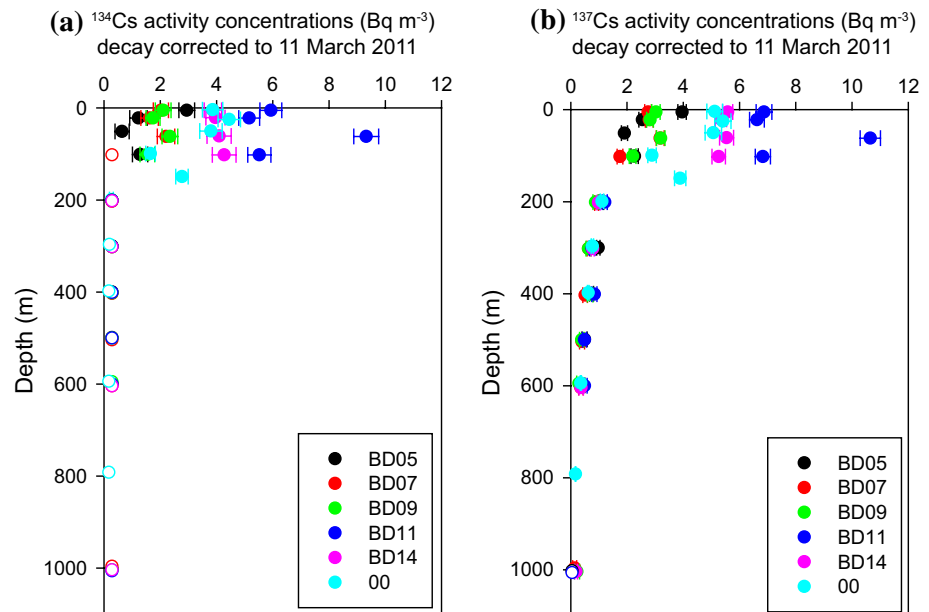 (a) ¹³⁴Cs activity concentrations (Bq m⁻³)
decay corrected to 11 March 2011
0 2 4 6 8 10 12
0
200
400
600
800
1000
Depth (m)
BD05
BD07
BD09
BD11
BD14
00
(b) ¹³⁷Cs activity concentrations (Bq m⁻³)
decay corrected to 11 March 2011
0 2 4 6 8 10 12
0
200
400
600
800
1000
Depth (m)
BD05
BD07
BD09
BD11
BD14
00